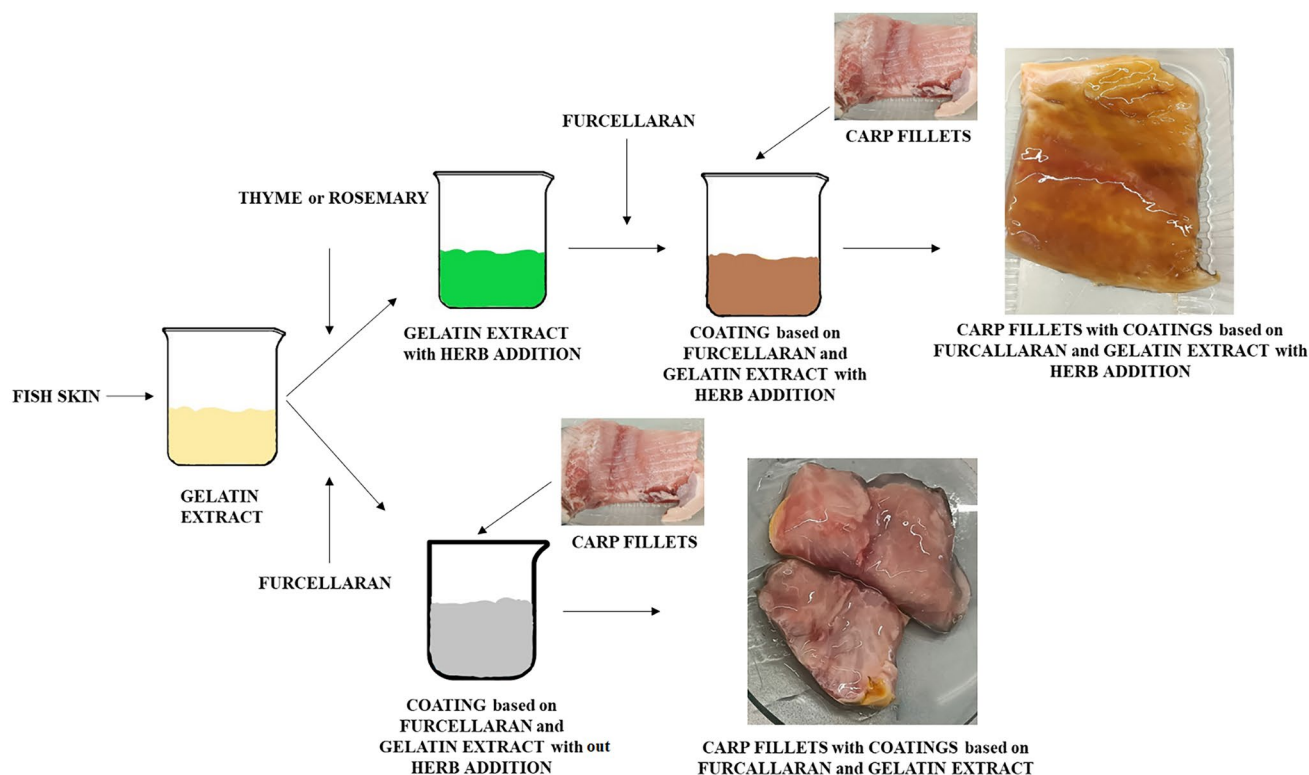 FURCELLARAN
CARP FILLETS
THYME or ROSEMARY
GELATIN EXTRACT
with HERB ADDITION
COATING based on
FURCELLARAN and
GELATIN EXTRACT with
HERB ADDITION
CARP FILLETS with COATINGS based on
FURCALLARAN and GELATIN EXTRACT with
HERB ADDITION
FISH SKIN
GELATIN
EXTRACT
FURCELLARAN
CARP FILLETS
COATING based on
FURCELLARAN and
GELATIN EXTRACT with out
HERB ADDITION
CARP FILLETS with COATINGS based on
FURCALLARAN and GELATIN EXTRACT